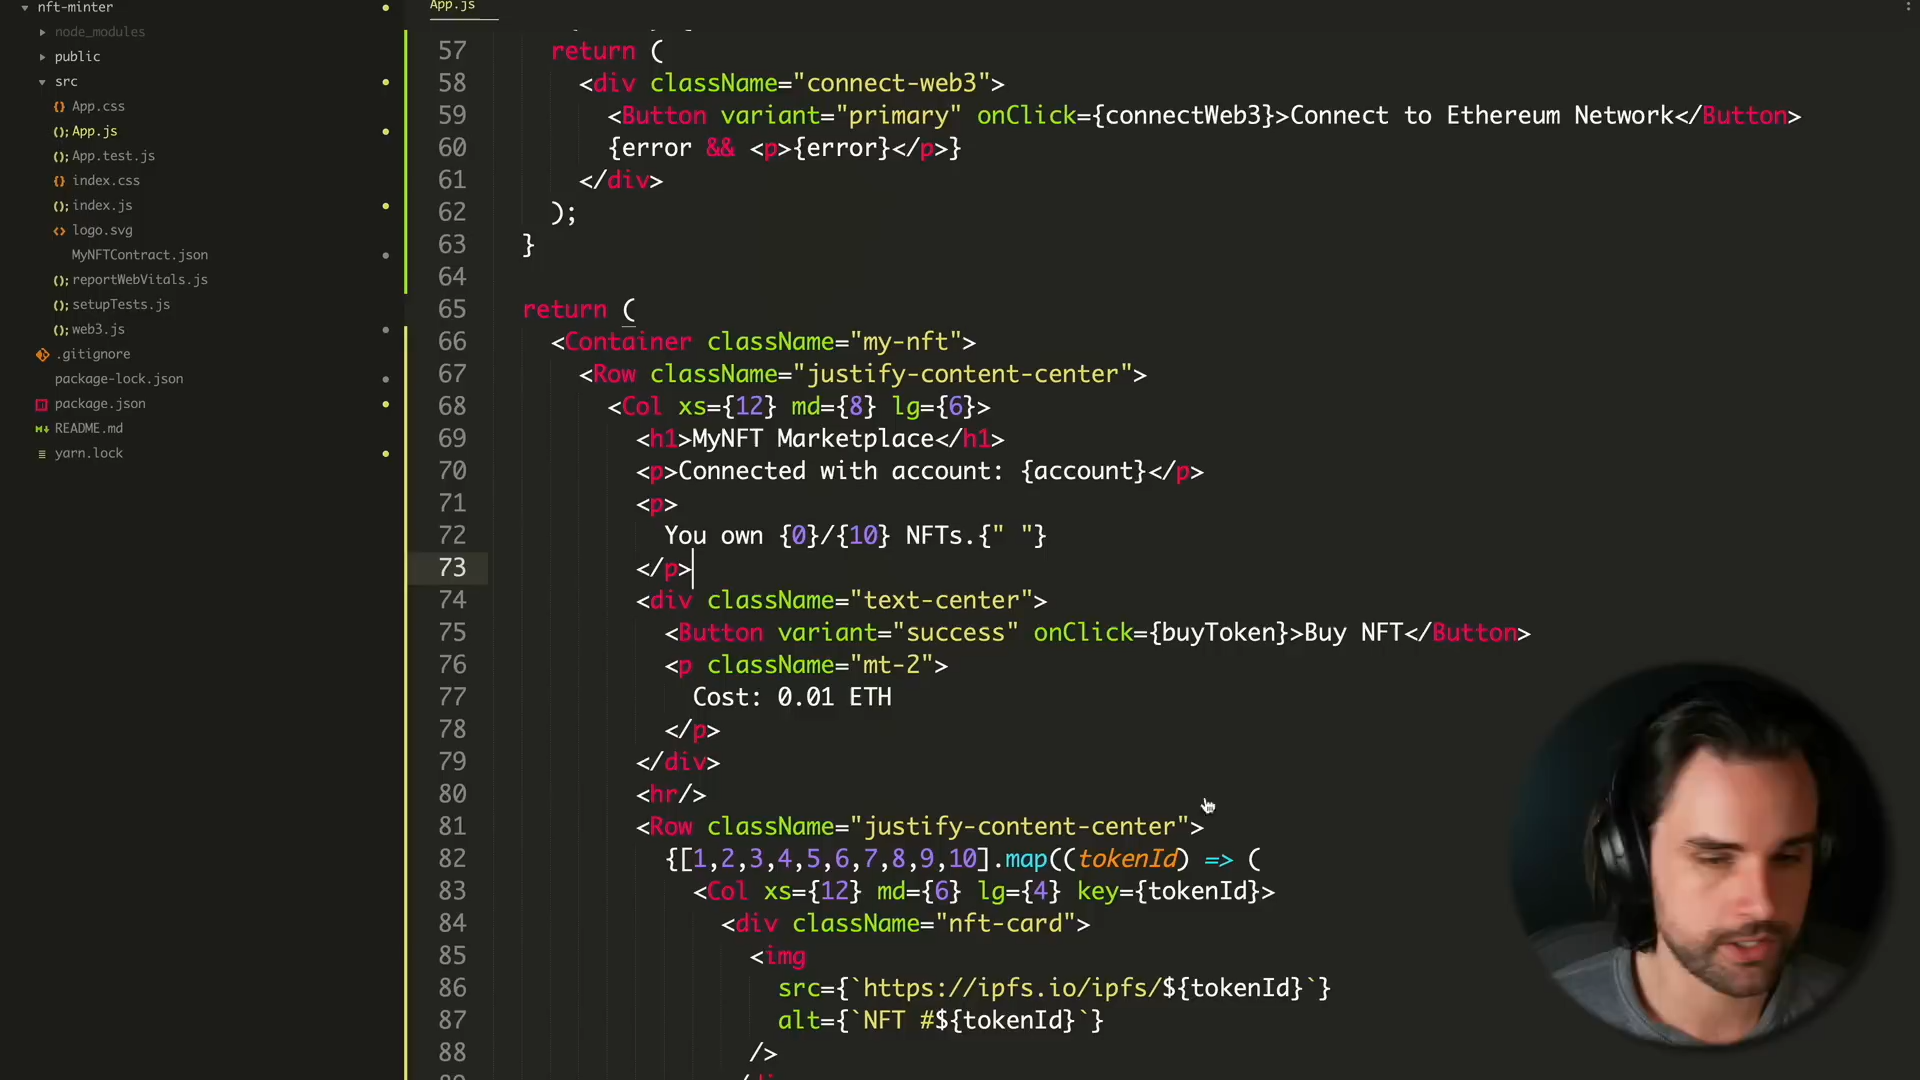 nft-minter
node_modules
public
src
App.css
App.js
App.test.js
index.css
index.js
logo.svg
MyNFTContract.json
reportWebVitals.js
setupTests.js
web3.js
.gitignore
package-lock.json
package.json
README.md
yarn.lock
App.js
57 return (
58 <div className="connect-web3">
59 <Button variant="primary" onClick={connectWeb3}>Connect to Ethereum Network</Button>
60 {error && <p>{error}</p>}
61 </div>
62 );
63 }
64
65 return (
66 <Container className="my-nft">
67 <Row className="justify-content-center">
68 <Col xs={12} md={8} lg={6}>
69 <h1>MyNFT Marketplace</h1>
70 <p>Connected with account: {account}</p>
71 <p>
72 You own {0}/{10} NFTs.{" "}
73 </p>
74 <div className="text-center">
75 <Button variant="success" onClick={buyToken}>Buy NFT</Button>
76 <p className="mt-2">
77 Cost: 0.01 ETH
78 </p>
79 </div>
80 <hr/>
81 <Row className="justify-content-center">
82 {[1,2,3,4,5,6,7,8,9,10].map((tokenId) => (
83 <Col xs={12} md={6} lg={4} key={tokenId}>
84 <div className="nft-card">
85 <img
86 src={`https://ipfs.io/ipfs/${tokenId}`}
87 alt={`NFT #${tokenId}`}
88 />